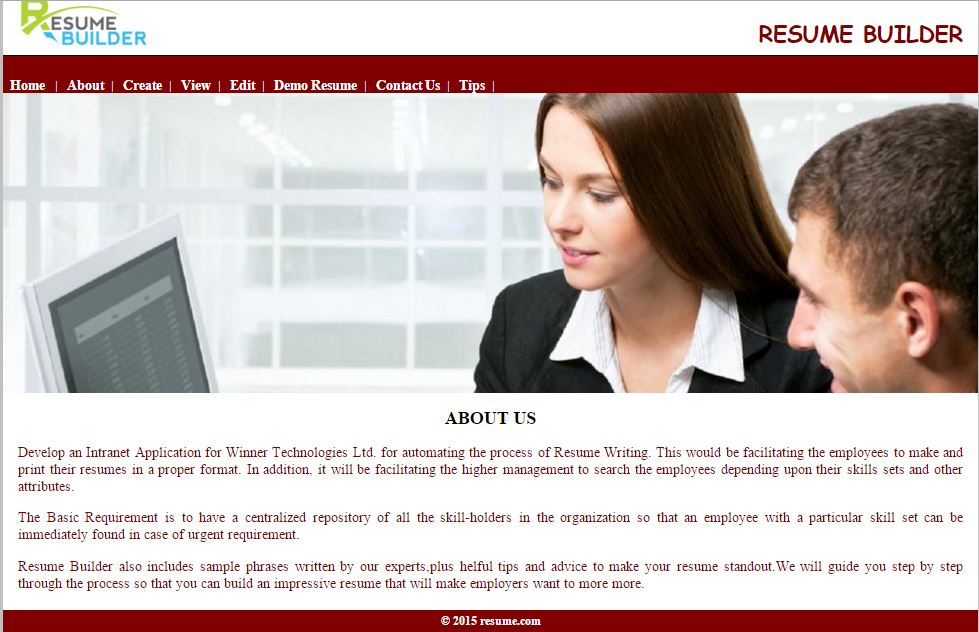 RESUME
BUILDER
RESUME BUILDER
Home | About | Create | View | Edit | Demo Resume | Contact Us | Tips |
ABOUT US
Develop an Intranet Application for Winner Technologies Ltd. for automating the process of Resume Writing. This would be facilitating the employees to make and
print their resumes in a proper format. In addition, it will be facilitating the higher management to search the employees depending upon their skills sets and other
attributes.
The Basic Requirement is to have a centralized repository of all the skill-holders in the organization so that an employee with a particular skill set can be
immediately found in case of urgent requirement.
Resume Builder also includes sample phrases written by our experts,plus helful tips and advice to make your resume standout.We will guide you step by step
through the process so that you can build an impressive resume that will make employers want to more more.
© 2015 resume.com